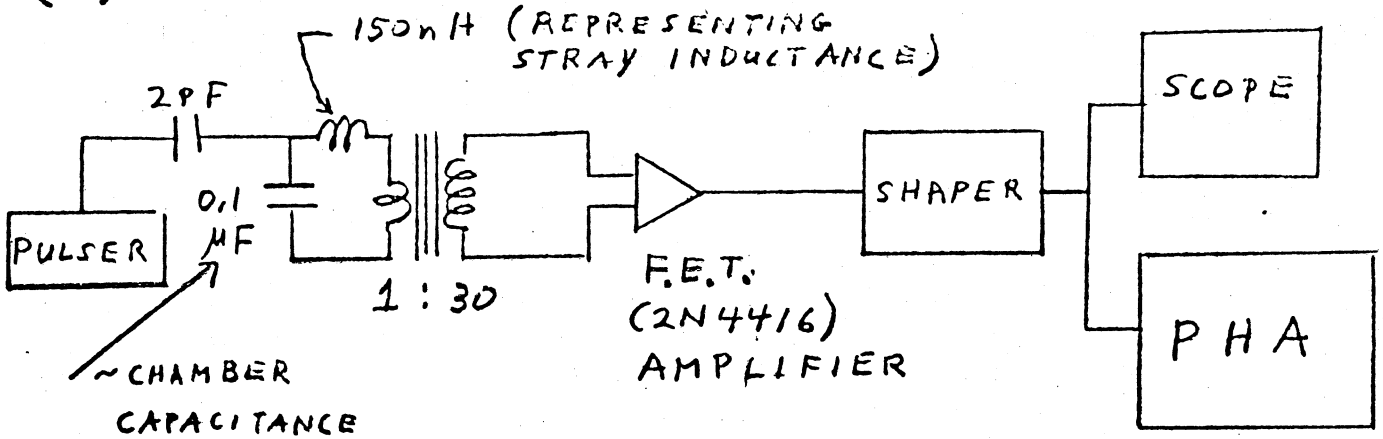 150nH (REPRESENTING
STRAY INDUCTANCE)
2PF
SCOPE
0,1
μF
PULSER
SHAPER
1 : 30
F.E.T.
(2N4416)
AMPLIFIER
PHA
~CHAMBER
CAPACITANCE